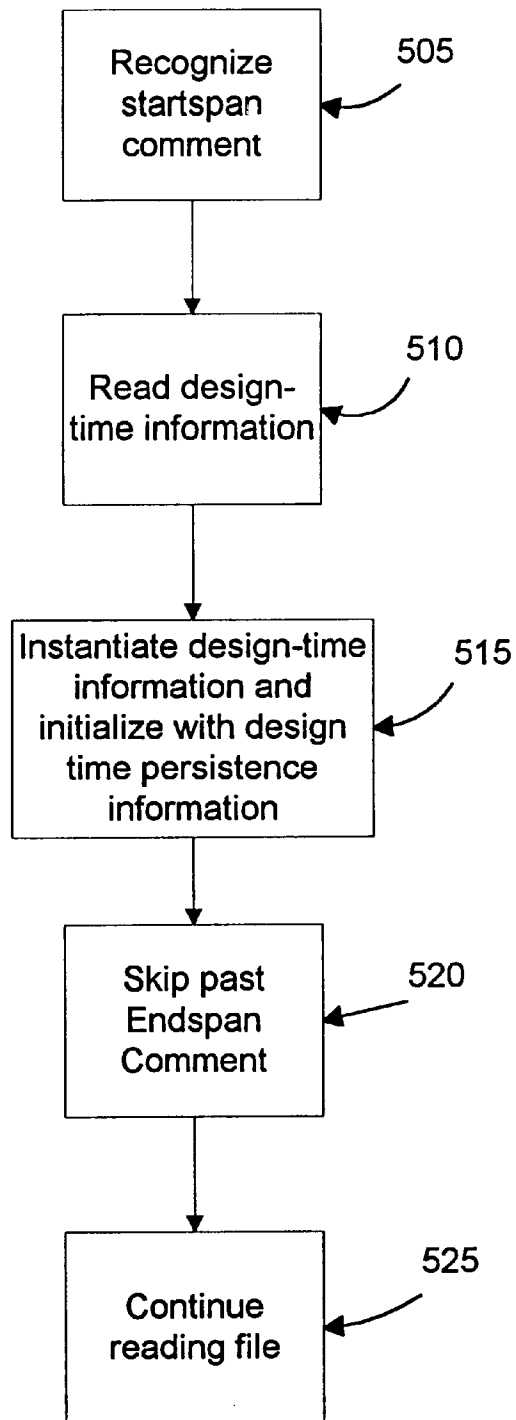 Recognize
startspan
comment
505
Read design-
time information
510
Instantiate design-time
information and
initialize with design
time persistence
information
515
Skip past
Endspan
Comment
520
Continue
reading file
525